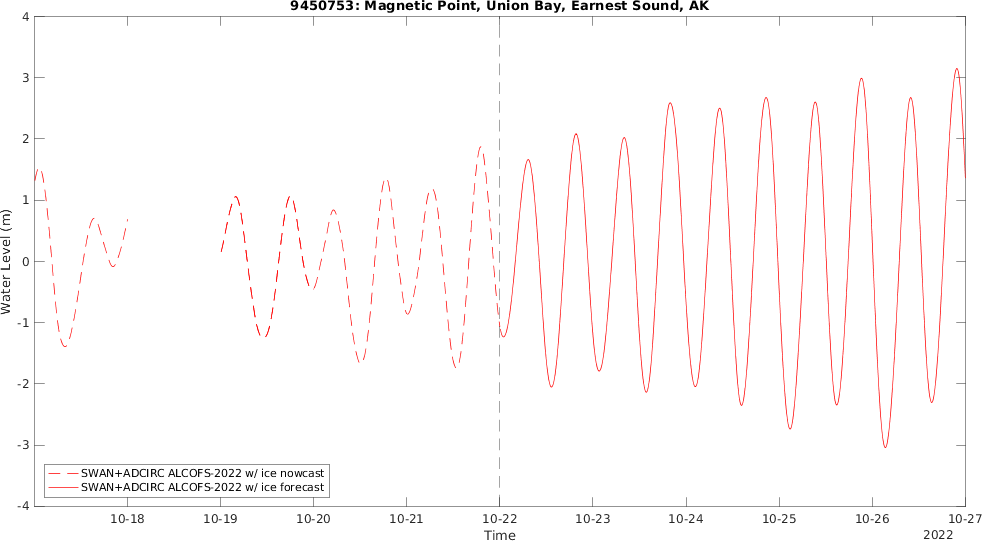 9450753: Magnetic Point, Union Bay, Earnest Sound, AK
4
3
2
1
0
-1
-2
-3
-4
Water Level (m)
SWAN+ADCIRC ALCOFS-2022 w/ ice nowcast
SWAN+ADCIRC ALCOFS-2022 w/ ice forecast
10-18 10-19 10-20 10-21 10-22 10-23 10-24 10-25 10-26 10-27
Time
2022